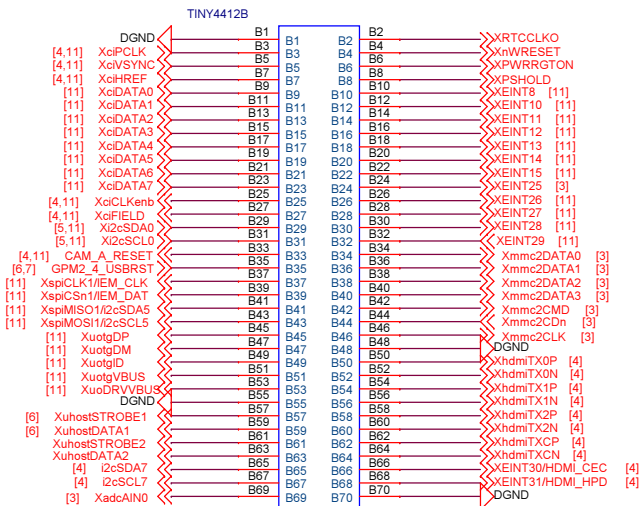 TINY4412B
DGND B1 B1 B2 B2 XRTCCLKO
[4,11] XciPCLK B3 B3 B4 B4 XnWRESET
[4,11] XciVSYNC B5 B5 B6 B6 XPWRRGTON
[4,11] XciHREF B7 B7 B8 B8 XPSHOLD
[11] XciDATA0 B9 B9 B10 B10 XEINT8 [11]
[11] XciDATA1 B11 B11 B12 B12 XEINT10 [11]
[11] XciDATA2 B13 B13 B14 B14 XEINT11 [11]
[11] XciDATA3 B15 B15 B16 B16 XEINT12 [11]
[11] XciDATA4 B17 B17 B18 B18 XEINT13 [11]
[11] XciDATA5 B19 B19 B20 B20 XEINT14 [11]
[11] XciDATA6 B21 B21 B22 B22 XEINT15 [11]
[11] XciDATA7 B23 B23 B24 B24 XEINT25 [3]
[4,11] XciCLKenb B25 B25 B26 B26 XEINT26 [11]
[4,11] XciFIELD B27 B27 B28 B28 XEINT27 [11]
[5,11] Xi2cSDA0 B29 B29 B30 B30 XEINT28 [11]
[5,11] Xi2cSCL0 B31 B31 B32 B32 XEINT29 [11]
[4,11] CAM_A_RESET B33 B33 B34 B34 Xmmc2DATA0 [3]
[6,7] GPM2_4_USBRST B35 B35 B36 B36 Xmmc2DATA1 [3]
[11] XspiCLK1/IEM_CLK B37 B37 B38 B38 Xmmc2DATA2 [3]
[11] XspiCSn1/IEM_DAT B39 B39 B40 B40 Xmmc2DATA3 [3]
[11] XspiMISO1/i2cSDA5 B41 B41 B42 B42 Xmmc2CMD [3]
[11] XspiMOSI1/i2cSCL5 B43 B43 B44 B44 Xmmc2CDn [3]
[11] XuotgDP B45 B45 B46 B46 Xmmc2CLK [3]
[11] XuotgDM B47 B47 B48 B48 DGND
[11] XuotgID B49 B49 B50 B50 XhdmiTX0P [4]
[11] XuotgVBUS B51 B51 B52 B52 XhdmiTX0N [4]
[11] XuoDRVVBUS B53 B53 B54 B54 XhdmiTX1P [4]
DGND B55 B55 B56 B56 XhdmiTX1N [4]
[6] XuhostSTROBE1 B57 B57 B58 B58 XhdmiTX2P [4]
[6] XuhostDATA1 B59 B59 B60 B60 XhdmiTX2N [4]
XuhostSTROBE2 B61 B61 B62 B62 XhdmiTXCP [4]
XuhostDATA2 B63 B63 B64 B64 XhdmiTXCN [4]
[4] i2cSDA7 B65 B65 B66 B66 XEINT30/HDMI_CEC [4]
[4] i2cSCL7 B67 B67 B68 B68 XEINT31/HDMI_HPD [4]
[3] XadcAIN0 B69 B69 B70 B70 DGND